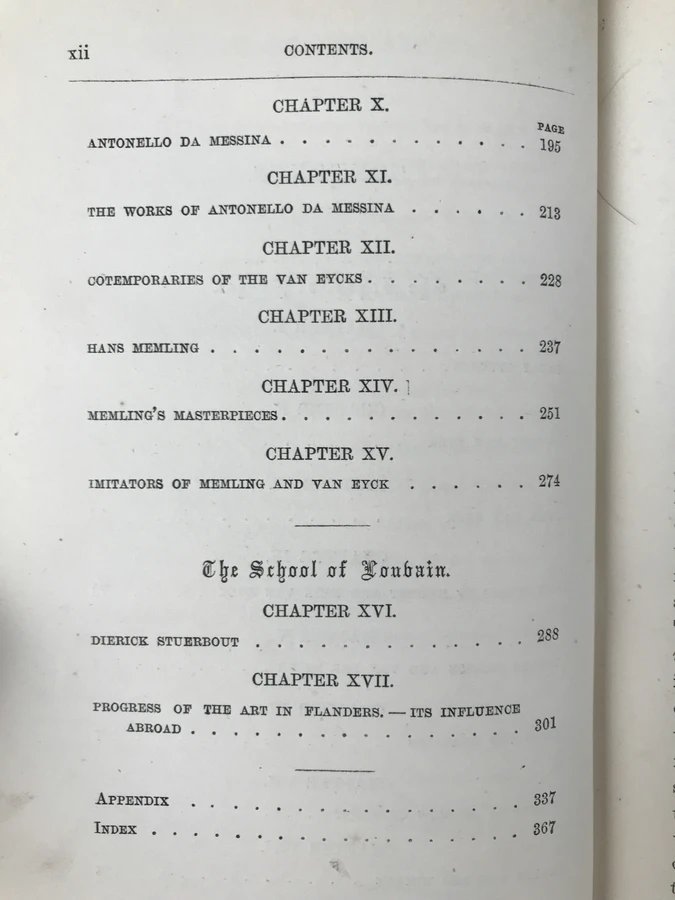 xii CONTENTS.
CHAPTER X.
PAGE
ANTONELLO DA MESSINA . . . . . . . . . . . 195
CHAPTER XI.
THE WORKS OF ANTONELLO DA MESSINA . . . . . . 213
CHAPTER XII.
COTEMPORARIES OF THE VAN EYCKS . . . . . . . . 228
CHAPTER XIII.
HANS MEMLING . . . . . . . . . . . . . . . 237
CHAPTER XIV.
MEMLING'S MASTERPIECES . . . . . . . . . . . . 251
CHAPTER XV.
IMITATORS OF MEMLING AND VAN EYCK . . . . . . 274
The School of Louvain.
CHAPTER XVI.
DIERICK STUERBOUT . . . . . . . . . . . . . 288
CHAPTER XVII.
PROGRESS OF THE ART IN FLANDERS. — ITS INFLUENCE
ABROAD . . . . . . . . . . . . . . . . 301
APPENDIX . . . . . . . . . . . . . . . 337
INDEX . . . . . . . . . . . . . . 367